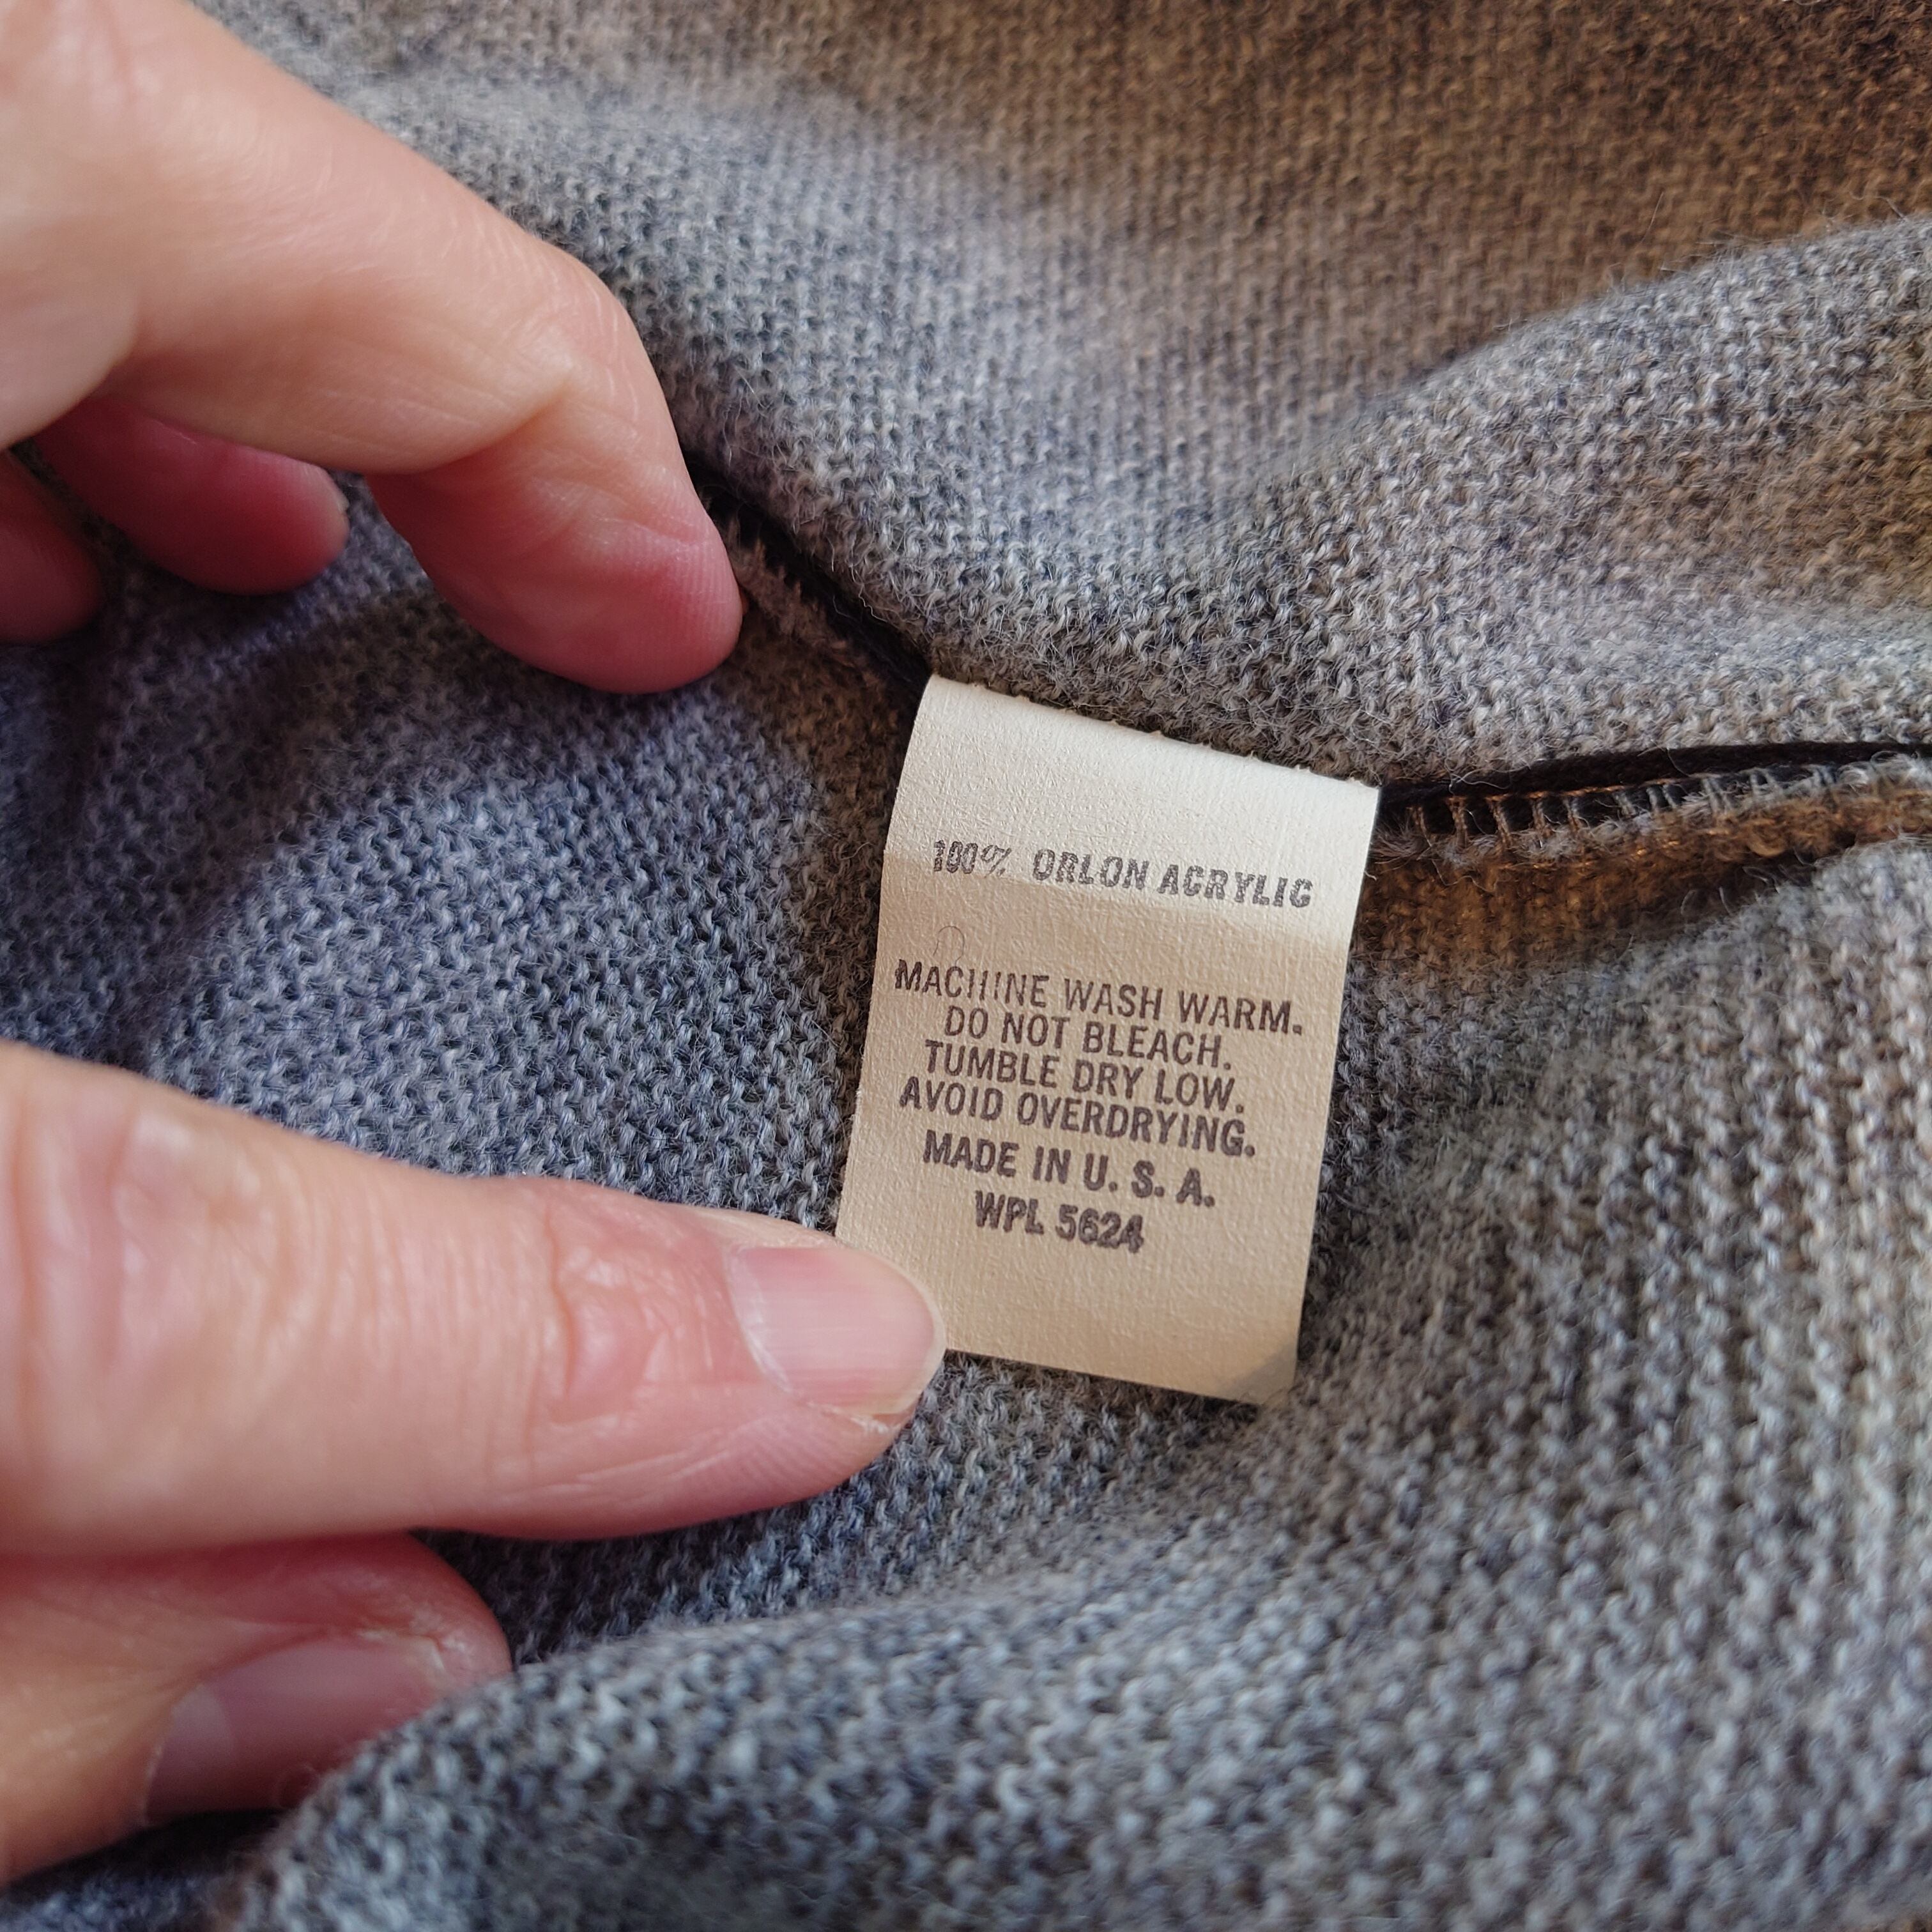 100% ORLON ACRYLIC
MACHINE WASH WARM.
DO NOT BLEACH.
TUMBLE DRY LOW.
AVOID OVERDRYING.
MADE IN U. S. A.
WPL 5624